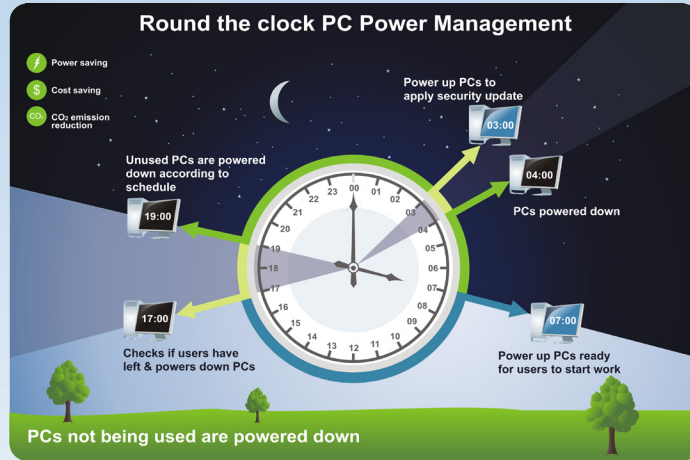 Round the clock PC Power Management
Power saving
$
Cost saving
CO₂
CO₂ emission
reduction
Power up PCs to
apply security update
03:00
04:00
PCs powered down
Unused PCs are powered
down according to
schedule
19:00
00
01
02
03
04
05
06
07
08
09
10
11
12
13
14
15
16
17
18
19
20
21
22
23
17:00
Checks if users have
left & powers down PCs
07:00
Power up PCs ready
for users to start work
PCs not being used are powered down